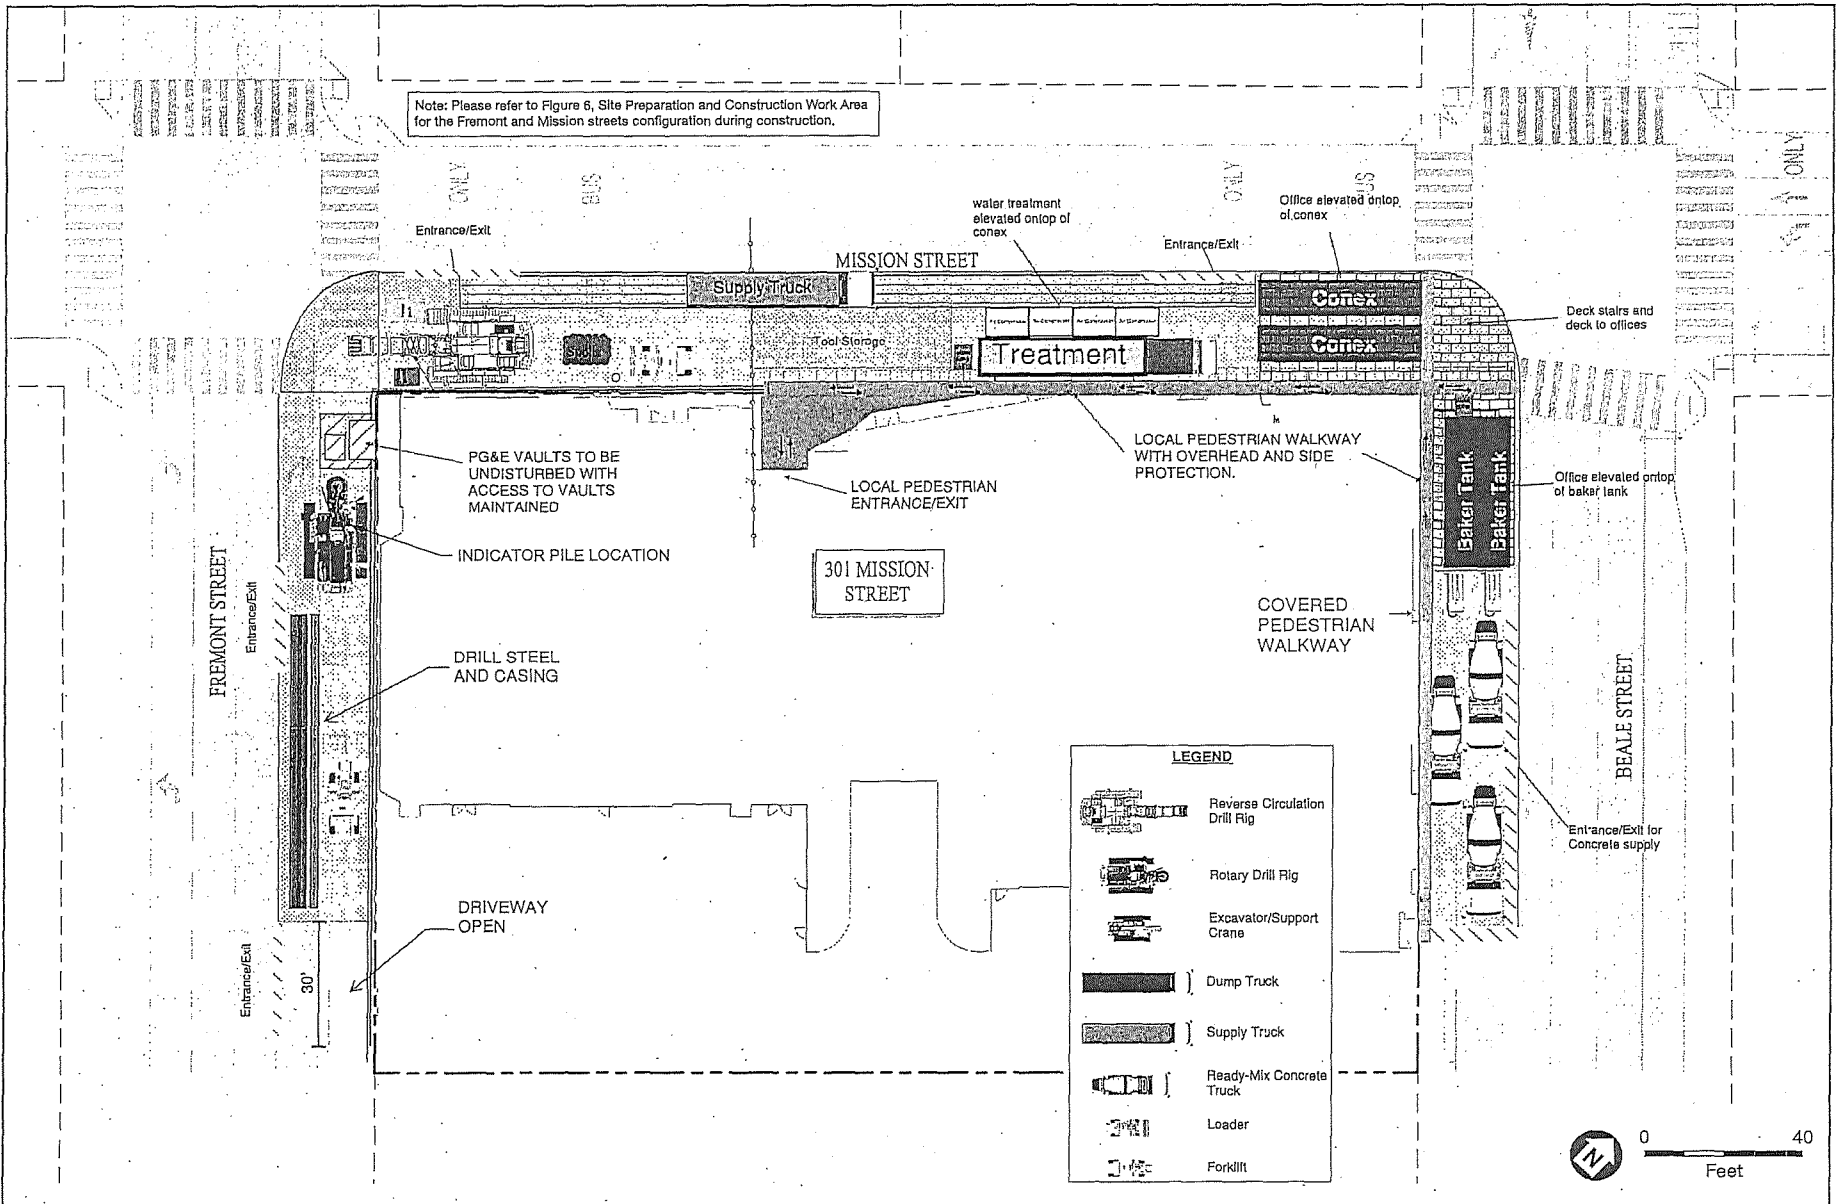 Note: Please refer to Figure 6, Site Preparation and Construction Work Area
for the Fremont and Mission streets configuration during construction.
ONLY
BUS
ONLY
BUS
ONLY
Entrance/Exit
water treatment
elevated ontop of
conex
Office elevated ontop
of conex
Entrance/Exit
MISSION STREET
Supply Truck
Conex
Conex
Deck stairs and
deck to offices
Spoils
Tool Storage
Treatment
PG&E VAULTS TO BE
UNDISTURBED WITH
ACCESS TO VAULTS
MAINTAINED
LOCAL PEDESTRIAN
ENTRANCE/EXIT
LOCAL PEDESTRIAN WALKWAY
WITH OVERHEAD AND SIDE
PROTECTION.
Baker Tank
Baker Tank
Office elevated ontop
of baker tank
INDICATOR PILE LOCATION
301 MISSION
STREET
FREMONT STREET
Entrance/Exit
COVERED
PEDESTRIAN
WALKWAY
DRILL STEEL
AND CASING
BEALE STREET
Entrance/Exit for
Concrete supply
DRIVEWAY
OPEN
Entrance/Exit
30'
LEGEND
Reverse Circulation
Drill Rig
Rotary Drill Rig
Excavator/Support
Crane
Dump Truck
Supply Truck
Ready-Mix Concrete
Truck
Loader
Forklift
N
0 40
Feet